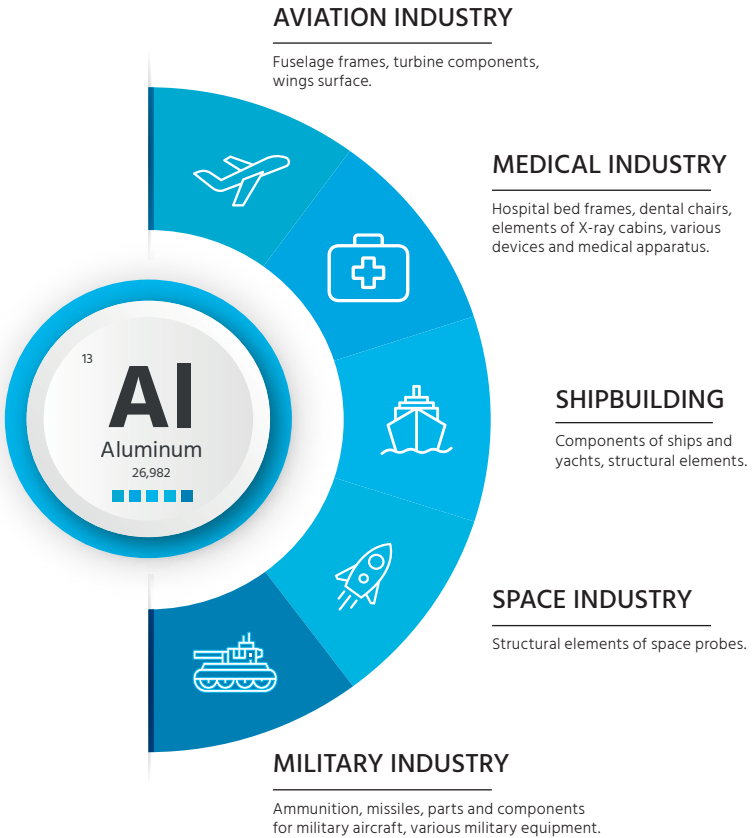 AVIATION INDUSTRY
Fuselage frames, turbine components,
wings surface.
MEDICAL INDUSTRY
Hospital bed frames, dental chairs,
elements of X-ray cabins, various
devices and medical apparatus.
13
Al
Aluminum
26,982
SHIPBUILDING
Components of ships and
yachts, structural elements.
SPACE INDUSTRY
Structural elements of space probes.
MILITARY INDUSTRY
Ammunition, missiles, parts and components
for military aircraft, various military equipment.